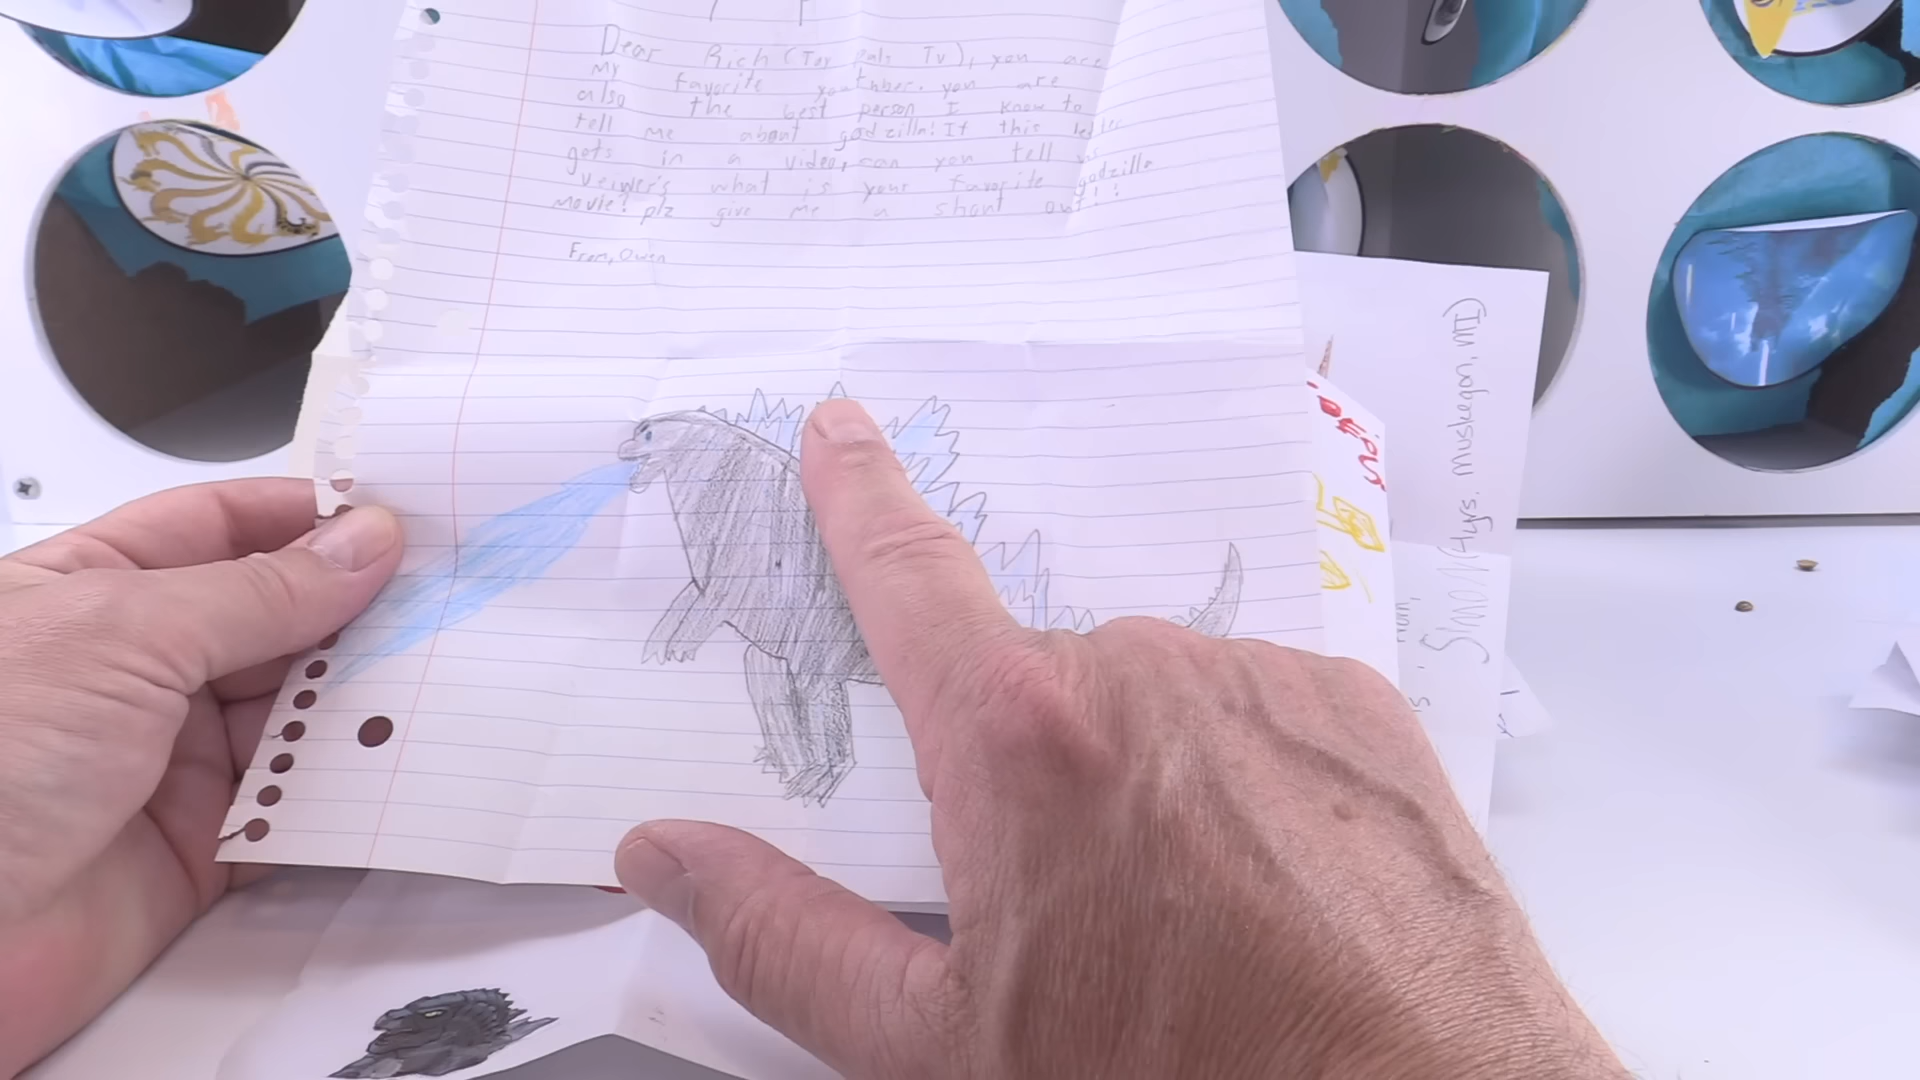 Dear Rich (Toy Pals Tv), you are
my favorite youtuber. you are
also the best person I know to
tell me about godzilla! If this letter
gets in a video, can you tell us
veiwer's what is your favorite godzilla
movie? plz give me a shout out!!
From, Owen
(4yrs. Muskegon, MI)